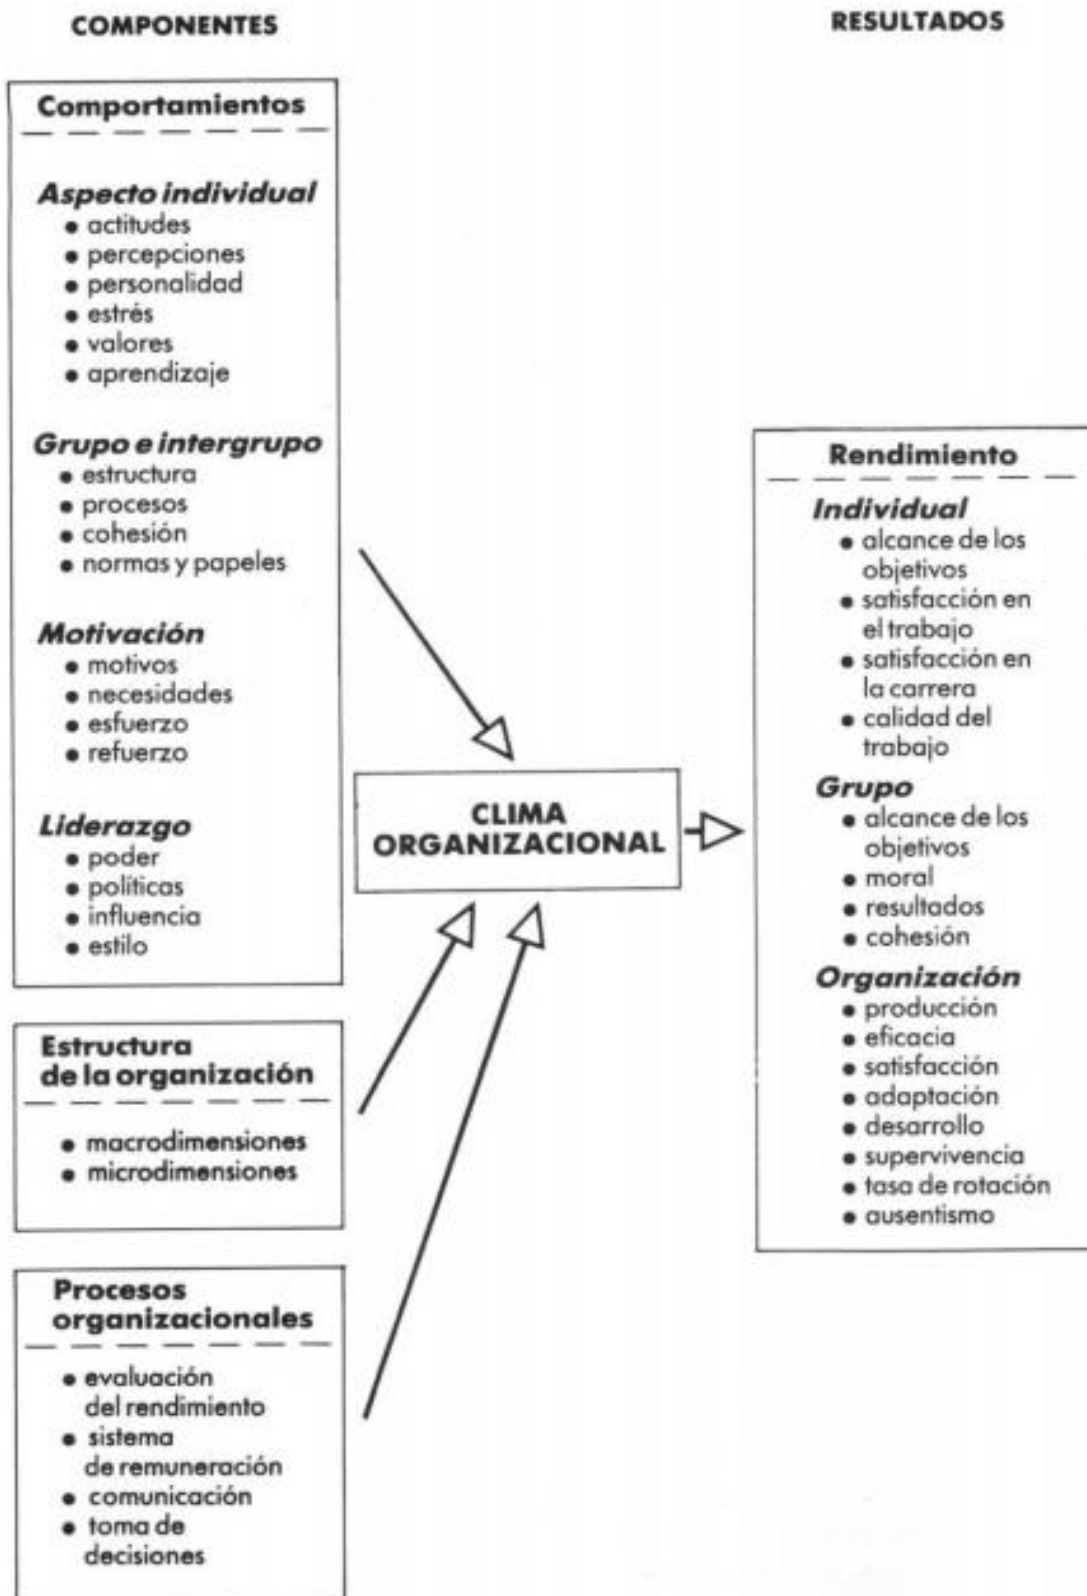 COMPONENTES
RESULTADOS
Comportamientos
Aspecto individual
● actitudes
● percepciones
● personalidad
● estrés
● valores
● aprendizaje
Grupo e intergrupo
● estructura
● procesos
● cohesión
● normas y papeles
Motivación
● motivos
● necesidades
● esfuerzo
● refuerzo
Liderazgo
● poder
● políticas
● influencia
● estilo
Estructura
de la organización
● macrodimensiones
● microdimensiones
Procesos
organizacionales
● evaluación
del rendimiento
● sistema
de remuneración
● comunicación
● toma de
decisiones
CLIMA
ORGANIZACIONAL
Rendimiento
Individual
● alcance de los
objetivos
● satisfacción en
el trabajo
● satisfacción en
la carrera
● calidad del
trabajo
Grupo
● alcance de los
objetivos
● moral
● resultados
● cohesión
Organización
● producción
● eficacia
● satisfacción
● adaptación
● desarrollo
● supervivencia
● tasa de rotación
● ausentismo